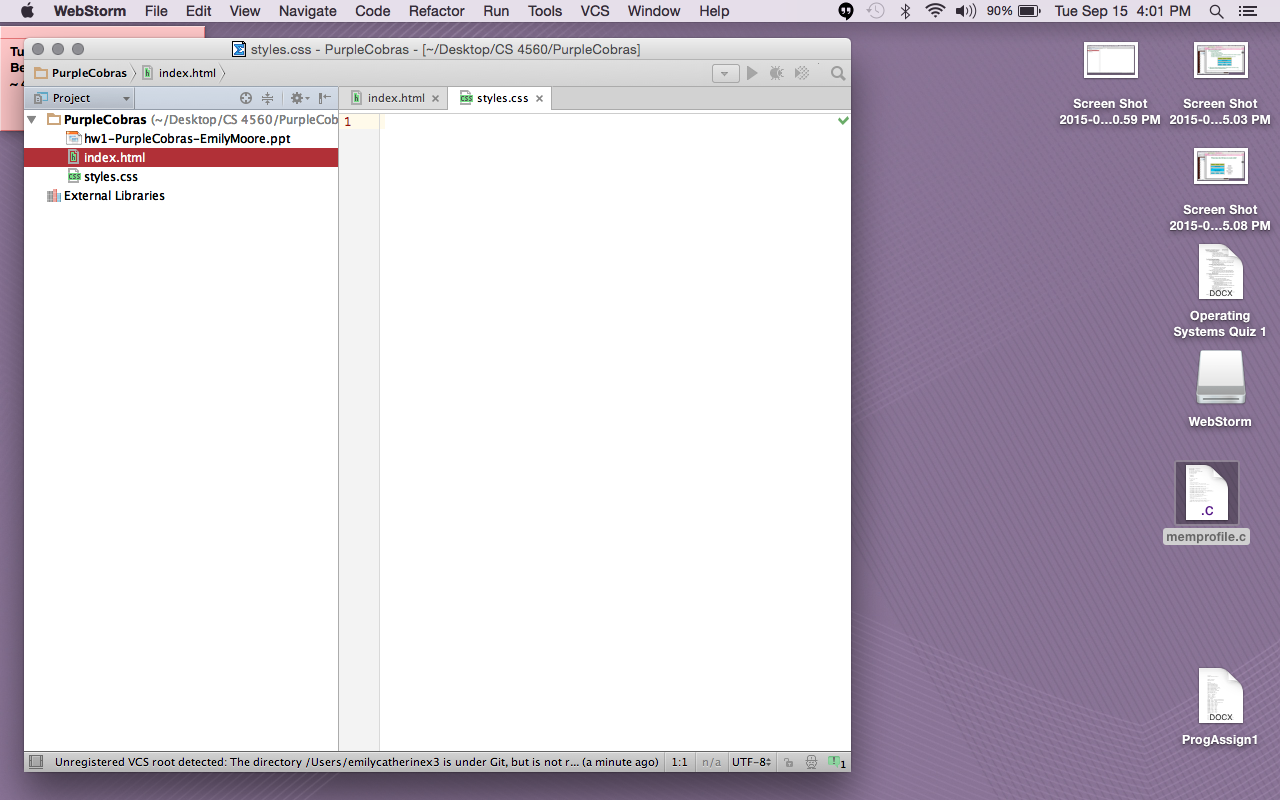 WebStorm File Edit View Navigate Code Refactor Run Tools VCS Window Help 90% Tue Sep 15 4:01 PM
Tu
Be
~
styles.css - PurpleCobras - [~/Desktop/CS 4560/PurpleCobras]
PurpleCobras index.html
Project
index.html styles.css
PurpleCobras (~/Desktop/CS 4560/PurpleCob
hw1-PurpleCobras-EmilyMoore.ppt
index.html
styles.css
External Libraries
1
Screen Shot
2015-0...0.59 PM
Screen Shot
2015-0...5.03 PM
Screen Shot
2015-0...5.08 PM
DOCX
Operating
Systems Quiz 1
WebStorm
.C
memprofile.c
DOCX
ProgAssign1
Unregistered VCS root detected: The directory /Users/emilycatherinex3 is under Git, but is not r... (a minute ago) 1:1 n/a UTF-8 1